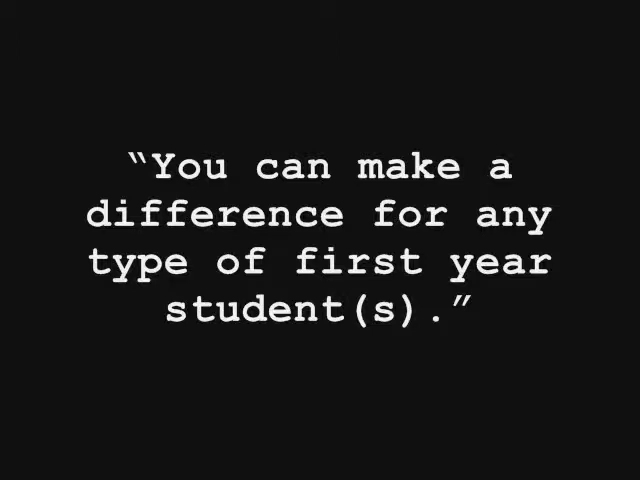 “You can make a
difference for any
type of first year
student(s).”